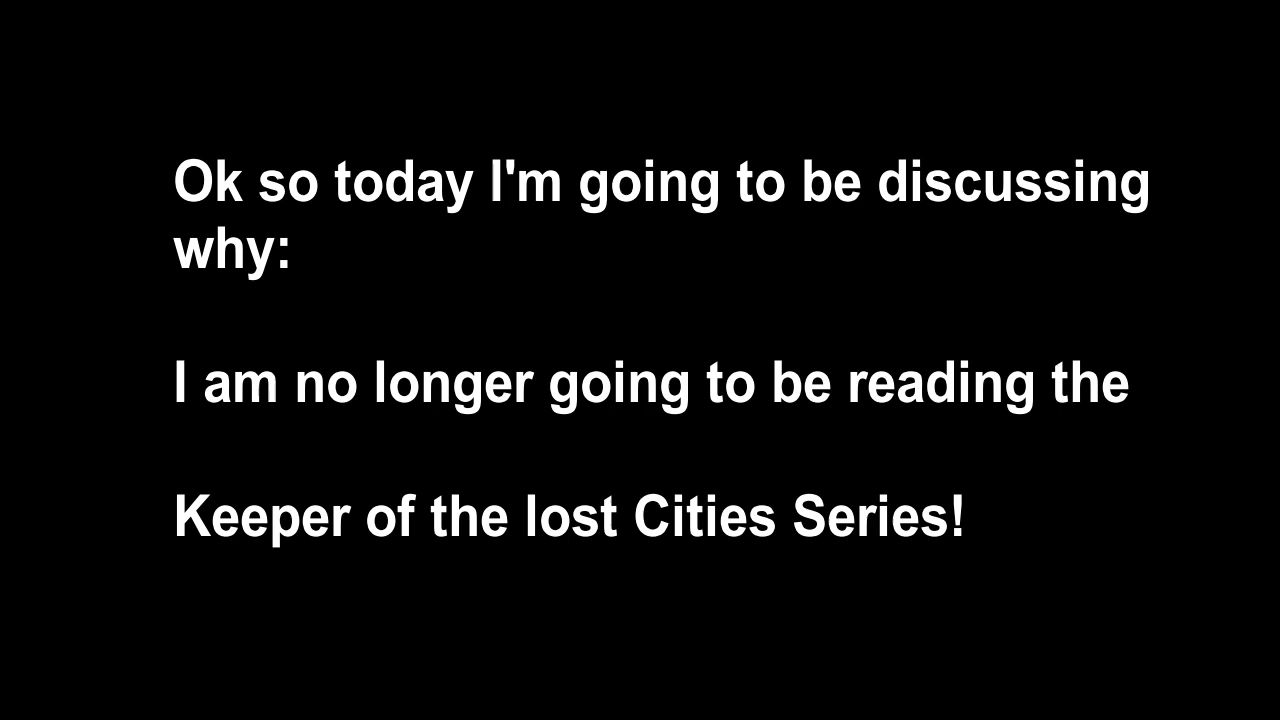 Ok so today I'm going to be discussing
why:
I am no longer going to be reading the
Keeper of the lost Cities Series!